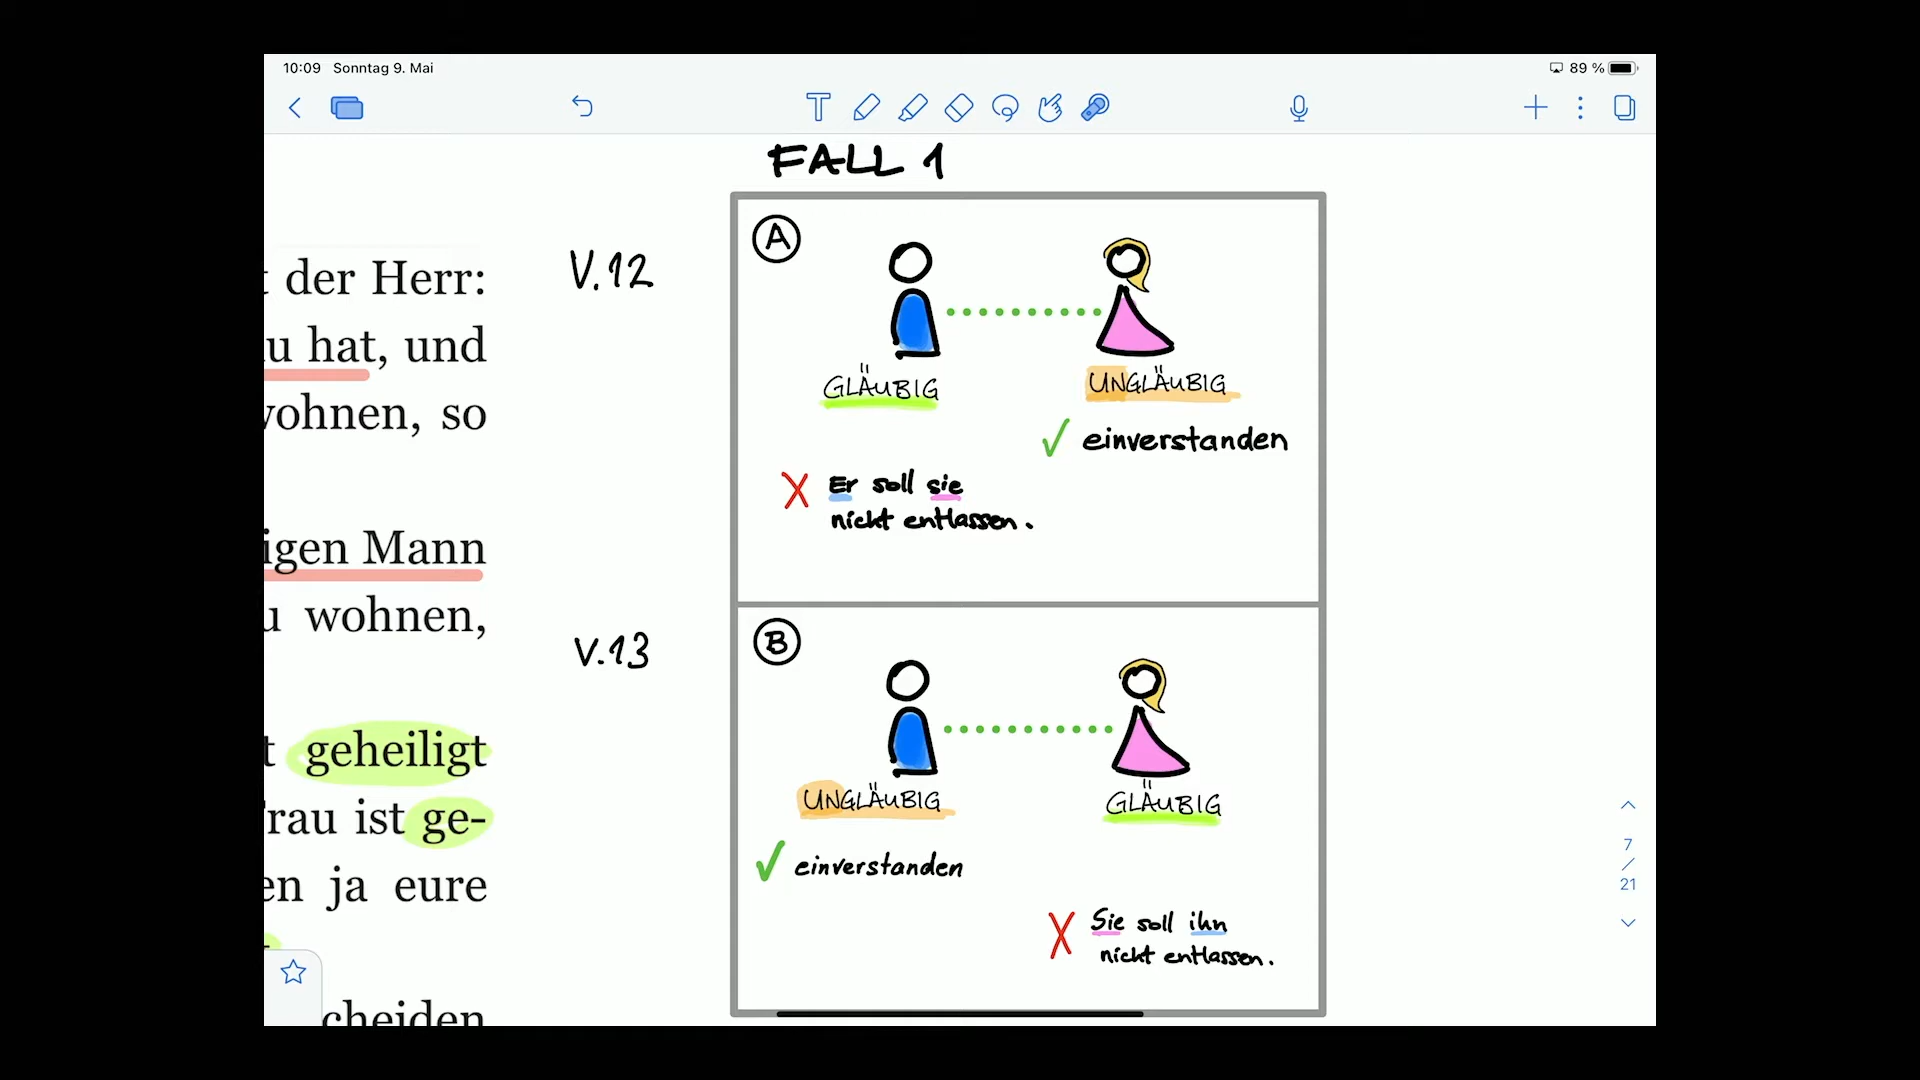 10:09 Sonntag 9. Mai
89 %
FALL 1
der Herr:
u hat, und
wohnen, so
igen Mann
u wohnen,
t geheiligt
rau ist ge-
en ja eure
cheiden
V.12
A
GLÄUBIG
UNGLÄUBIG
✓ einverstanden
X Er soll sie
nicht entlassen.
V.13
B
UNGLÄUBIG
GLÄUBIG
✓ einverstanden
X Sie soll ihn
nicht entlassen.
7
/
21